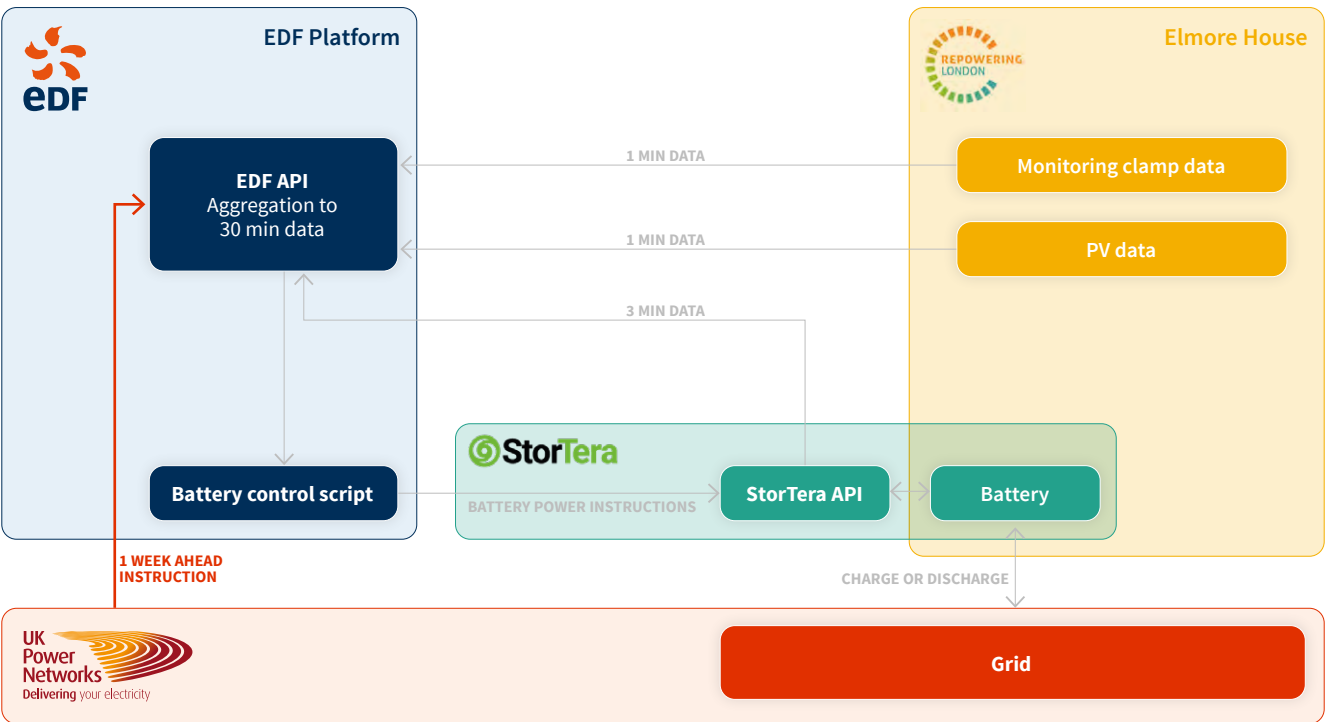 EDF Platform
eDF
Elmore House
REPOWERING
LONDON
EDF API
Aggregation to
30 min data
1 MIN DATA
Monitoring clamp data
1 MIN DATA
PV data
3 MIN DATA
StorTera
Battery control script
BATTERY POWER INSTRUCTIONS
StorTera API
Battery
1 WEEK AHEAD
INSTRUCTION
CHARGE OR DISCHARGE
UK
Power
Networks
Delivering your electricity
Grid